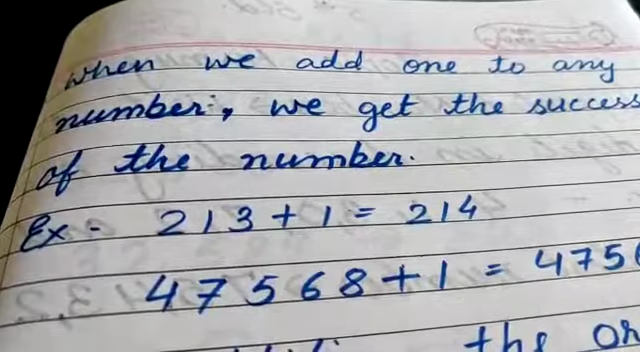 when we add one to any
number, we get the success
of the number.
Ex - 213 + 1 = 214
47568 + 1 = 4756
the or